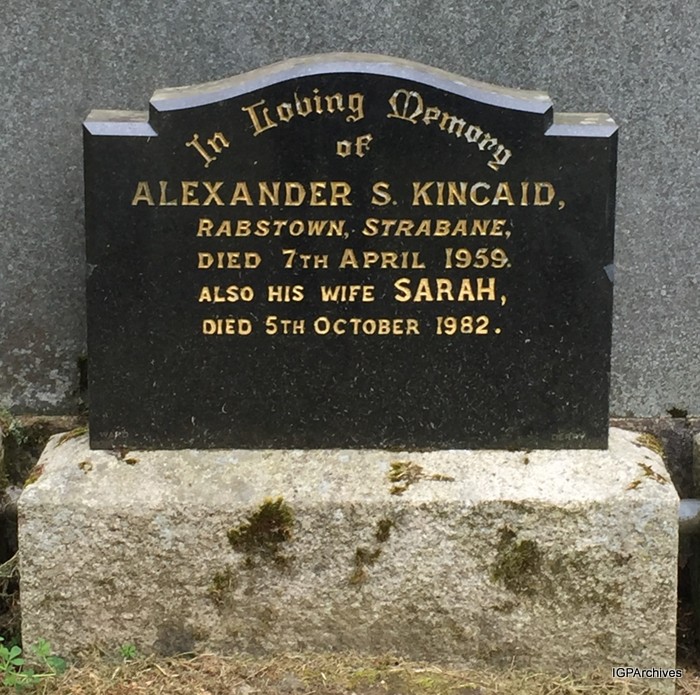 In Loving Memory
of
ALEXANDER S. KINCAID,
RABSTOWN, STRABANE,
DIED 7TH APRIL 1959.
ALSO HIS WIFE SARAH,
DIED 5TH OCTOBER 1982.
DERRY
IGPArchives